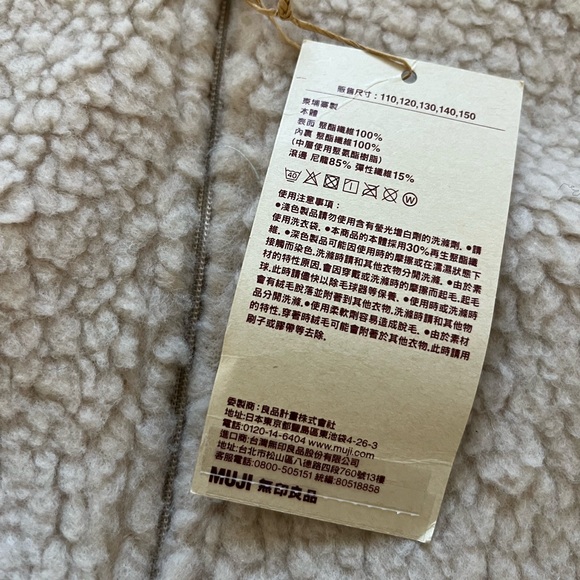 販售尺寸：110,120,130,140,150
柬埔寨製
本體
表面 聚酯纖維100%
內裏 聚酯纖維100%
(中層使用聚氨酯樹脂)
滾邊 尼龍85% 彈性纖維15%
40 W
使用注意事項：
●淺色製品請勿使用含有螢光增白劑的洗滌劑. ●請
使用洗衣袋. ●本商品的本體採用30%再生聚酯纖
維. ●深色製品可能因使用時的摩擦或在濕濕狀態下
接觸而染色.洗滌時請和其他衣物分開洗滌. ●由於素
材的特性原因.會因穿戴或洗滌時的摩擦而起毛.起毛
球.此時請儘快以除毛球器等保養. ●使用時或洗滌時
會有絨毛脫落並附著到其他衣物.洗滌時請和其他物
品分開洗滌. ●使用柔軟劑容易造成脫毛. ●由於素材
的特性.穿著時絨毛可能會附著於其他衣物.此時請用
刷子或膠帶等去除.
委製商：良品計畫株式會社
地址:日本東京都豐島區東池袋4-26-3
電話:0120-14-6404 www.muji.com
進口商：台灣無印良品股份有限公司
地址:台北市松山區八德路四段760號13樓
客服電話:0800-505151 統編:80518858
MUJI 無印良品